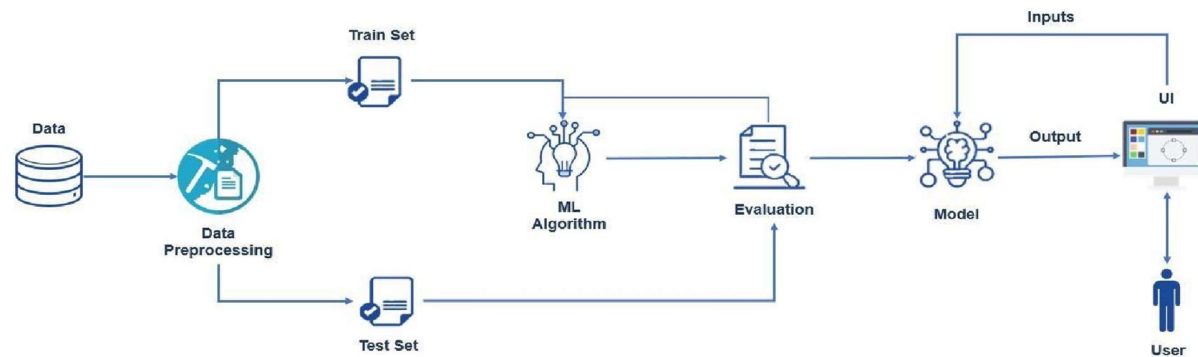 Inputs
Train Set
UI
Data
Output
ML
Algorithm
Evaluation
Model
Data
Preprocessing
Test Set
User